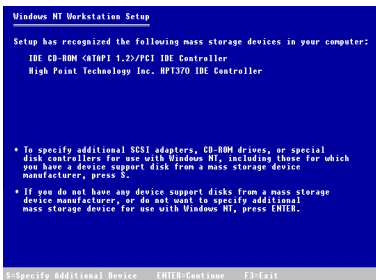 Windows NT Workstation Setup
Setup has recognized the following mass storage devices in your computer:
IDE CD-ROM (ATAPI 1.2)/PCI IDE Controller
High Point Technology Inc. HPT370 IDE Controller
• To specify additional SCSI adapters, CD-ROM drives, or special
disk controllers for use with Windows NT, including those for which
you have a device support disk from a mass storage device
manufacturer, press S.
• If you do not have any device support disks from a mass storage
device manufacturer, or do not want to specify additional
mass storage device for use with Windows NT, press ENTER.
S=Specify Additional Device ENTER=Continue F3=Exit